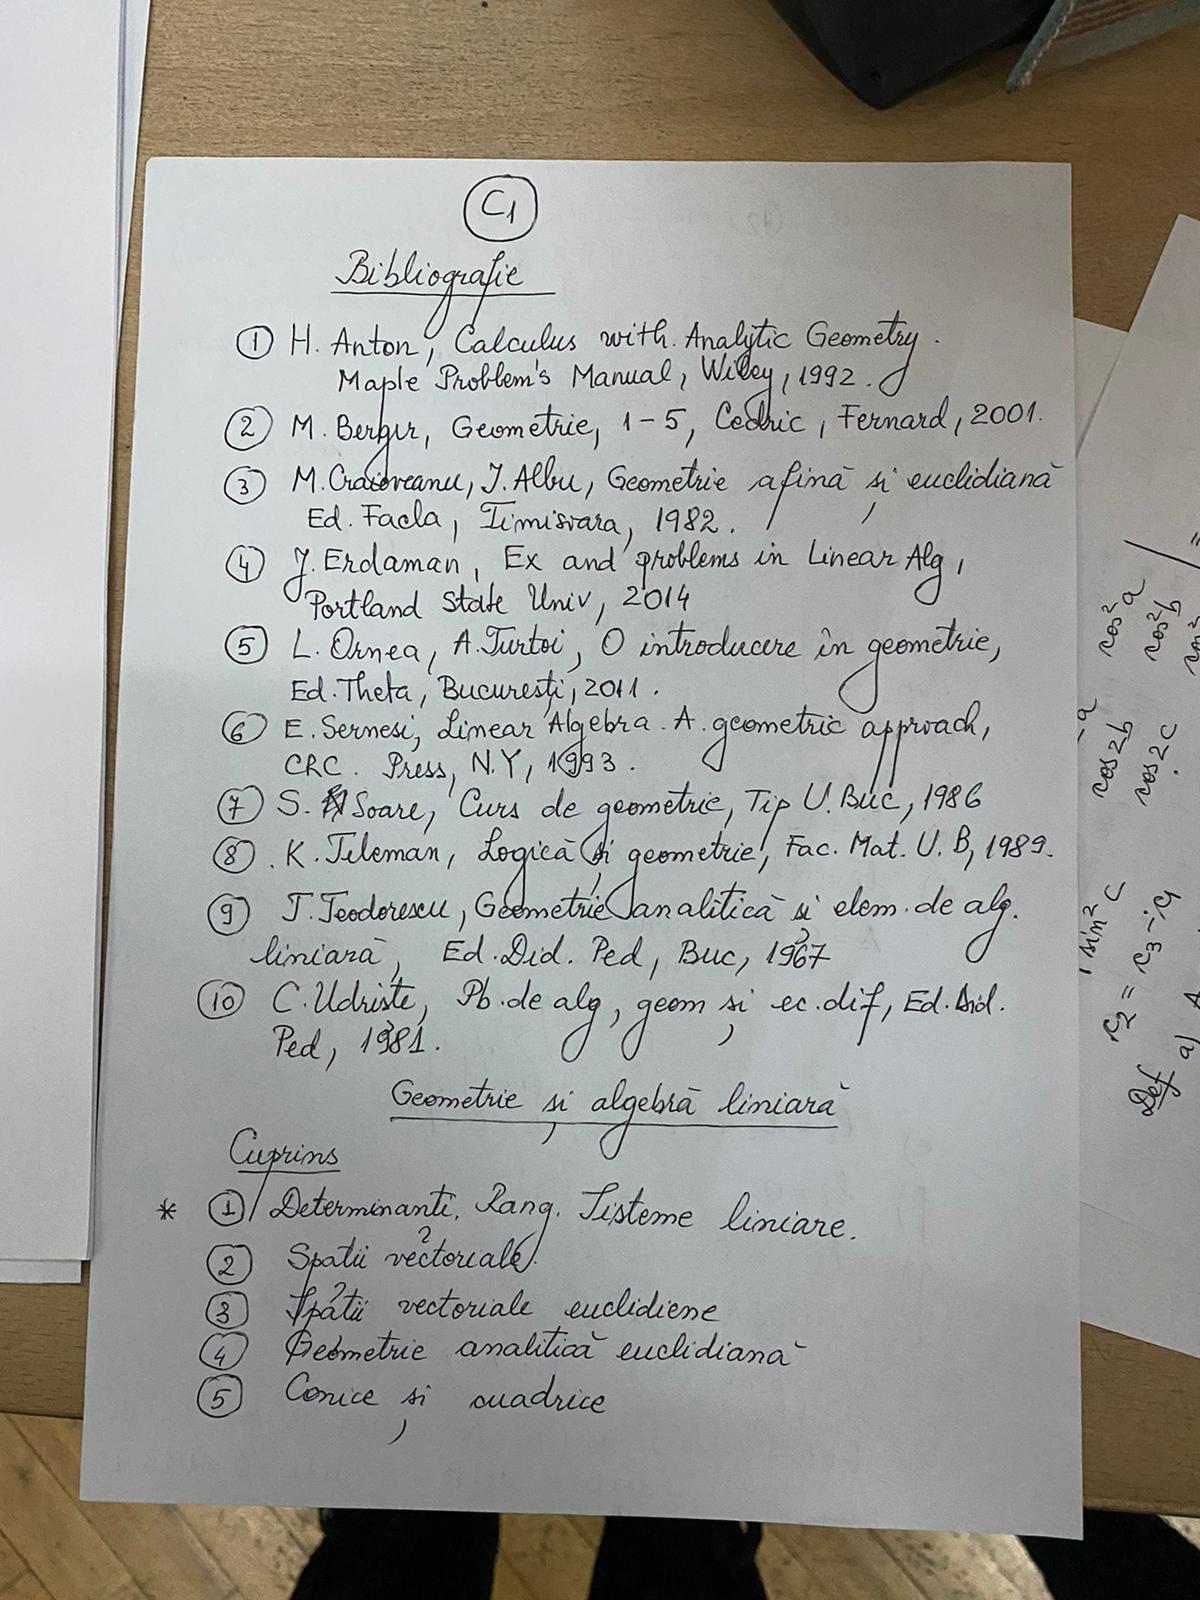 C1
Bibliografie
① H. Anton, Calculus with. Analytic Geometry.
Maple Problem's Manual, Wiley, 1992.
② M. Berger, Geometrie, 1-5, Cedric, Fernard, 2001.
③ M. Craioveanu, I. Albu, Geometrie afină și euclidiană
Ed. Facla, Timisoara, 1982.
④ J. Erdaman, Ex and problems in Linear Alg,
Portland State Univ, 2014
⑤ L. Ornea, A. Turtoi, O introducere în geometrie,
Ed. Theta, București, 2011.
⑥ E. Sernesi, Linear Algebra. A. geometric approach,
CRC. Press, N.Y, 1993.
⑦ S. Soare, Curs de geometrie, Tip U. Buc, 1986
⑧ . K. Teleman, Logică și geometrie, Fac. Mat. U. B, 1989.
⑨ I. Teodorescu, Geometrie analitică și elem. de alg.
liniară, Ed. Did. Ped, Buc, 1967
⑩ C. Udriște, Pb. de alg, geom și ec. dif, Ed. Did.
Ped, 1981.
Geometrie și algebră liniară
Cuprins
* ① Determinanți. Rang. Sisteme liniare.
② Spații vectoriale.
③ Spații vectoriale euclidiene
④ Geometrie analitică euclidiană
⑤ Conice și cuadrice
cos²a
cos²b
cos²
cos2b
cos2c
sin²c
r2 = r3 - r1
Def a)